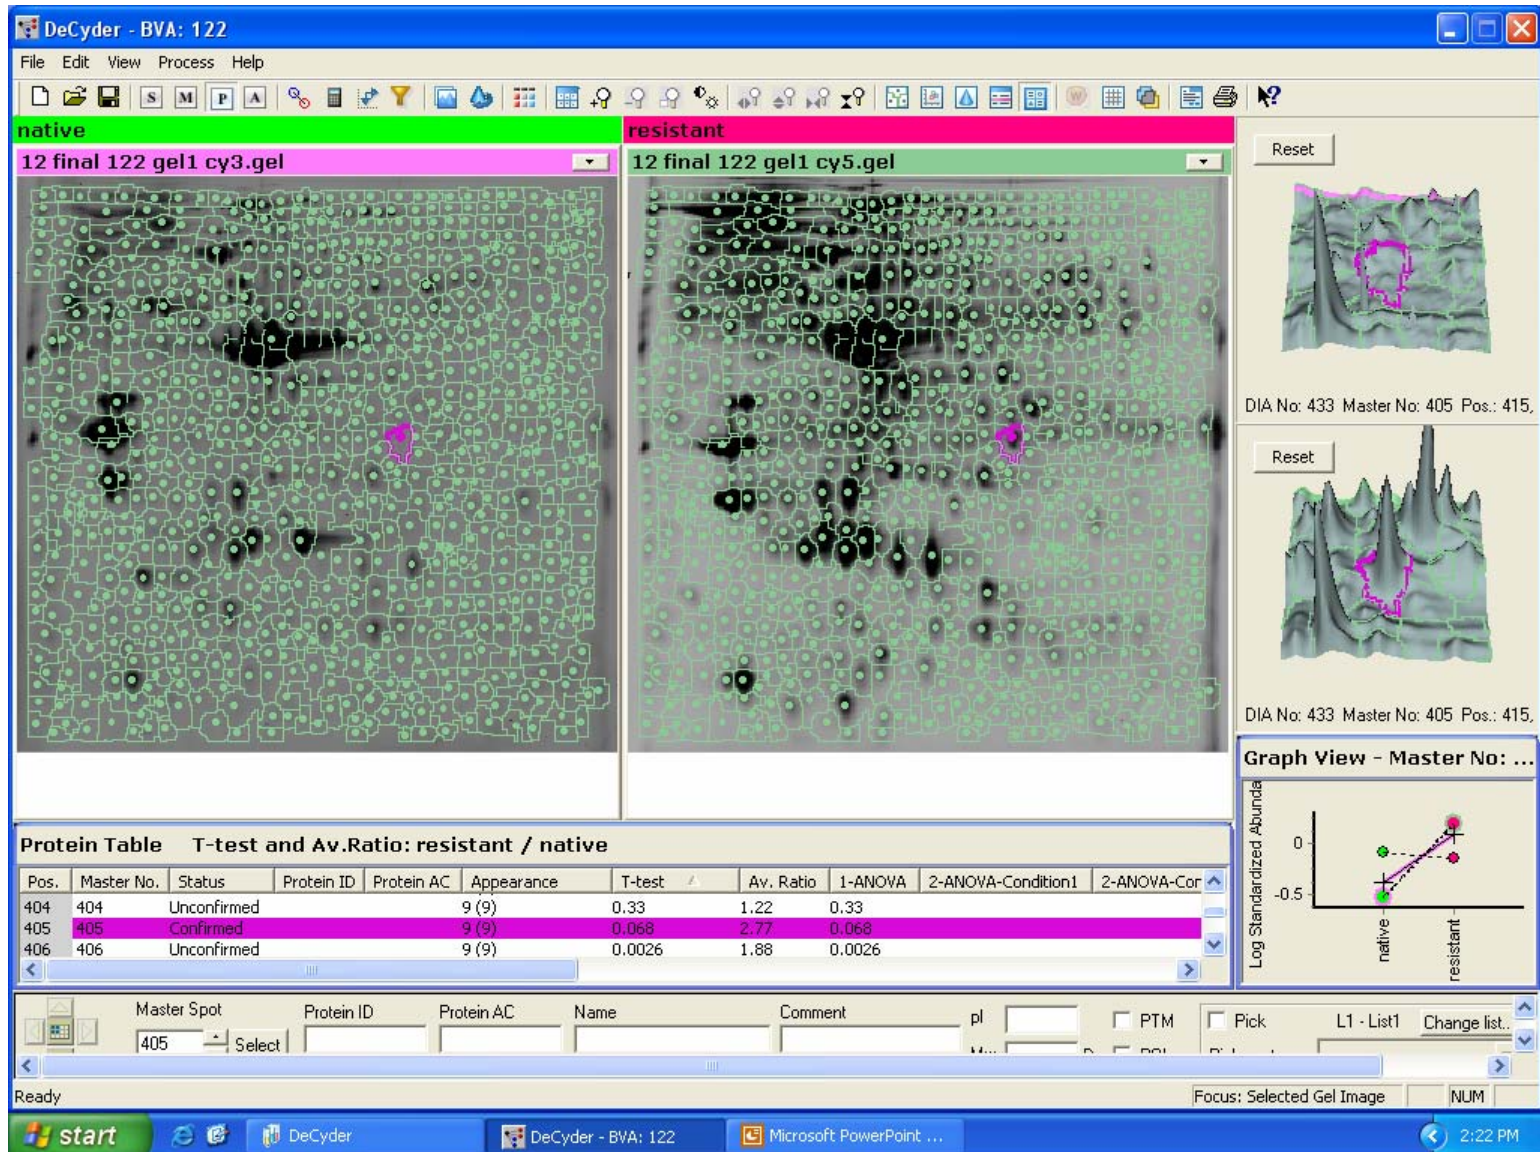 DeCyder - BVA: 122
File Edit View Process Help
S M P A
native
resistant
12 final 122 gel1 cy3.gel
12 final 122 gel1 cy5.gel
Reset
DIA No: 433 Master No: 405 Pos.: 415,
Reset
DIA No: 433 Master No: 405 Pos.: 415,
Graph View - Master No: ...
Log Standardized Abunda
0
-0.5
native
resistant
Protein Table T-test and Av.Ratio: resistant / native
Pos. Master No. Status Protein ID Protein AC Appearance T-test Av. Ratio 1-ANOVA 2-ANOVA-Condition1 2-ANOVA-Cor
404 404 Unconfirmed 9 (9) 0.33 1.22 0.33
405 405 Confirmed 9 (9) 0.068 2.77 0.068
406 406 Unconfirmed 9 (9) 0.0026 1.88 0.0026
Master Spot Protein ID Protein AC Name Comment pI PTM Pick L1 - List1 Change list..
405 Select
Ready Focus: Selected Gel Image NUM
start DeCyder DeCyder - BVA: 122 Microsoft PowerPoint ... 2:22 PM